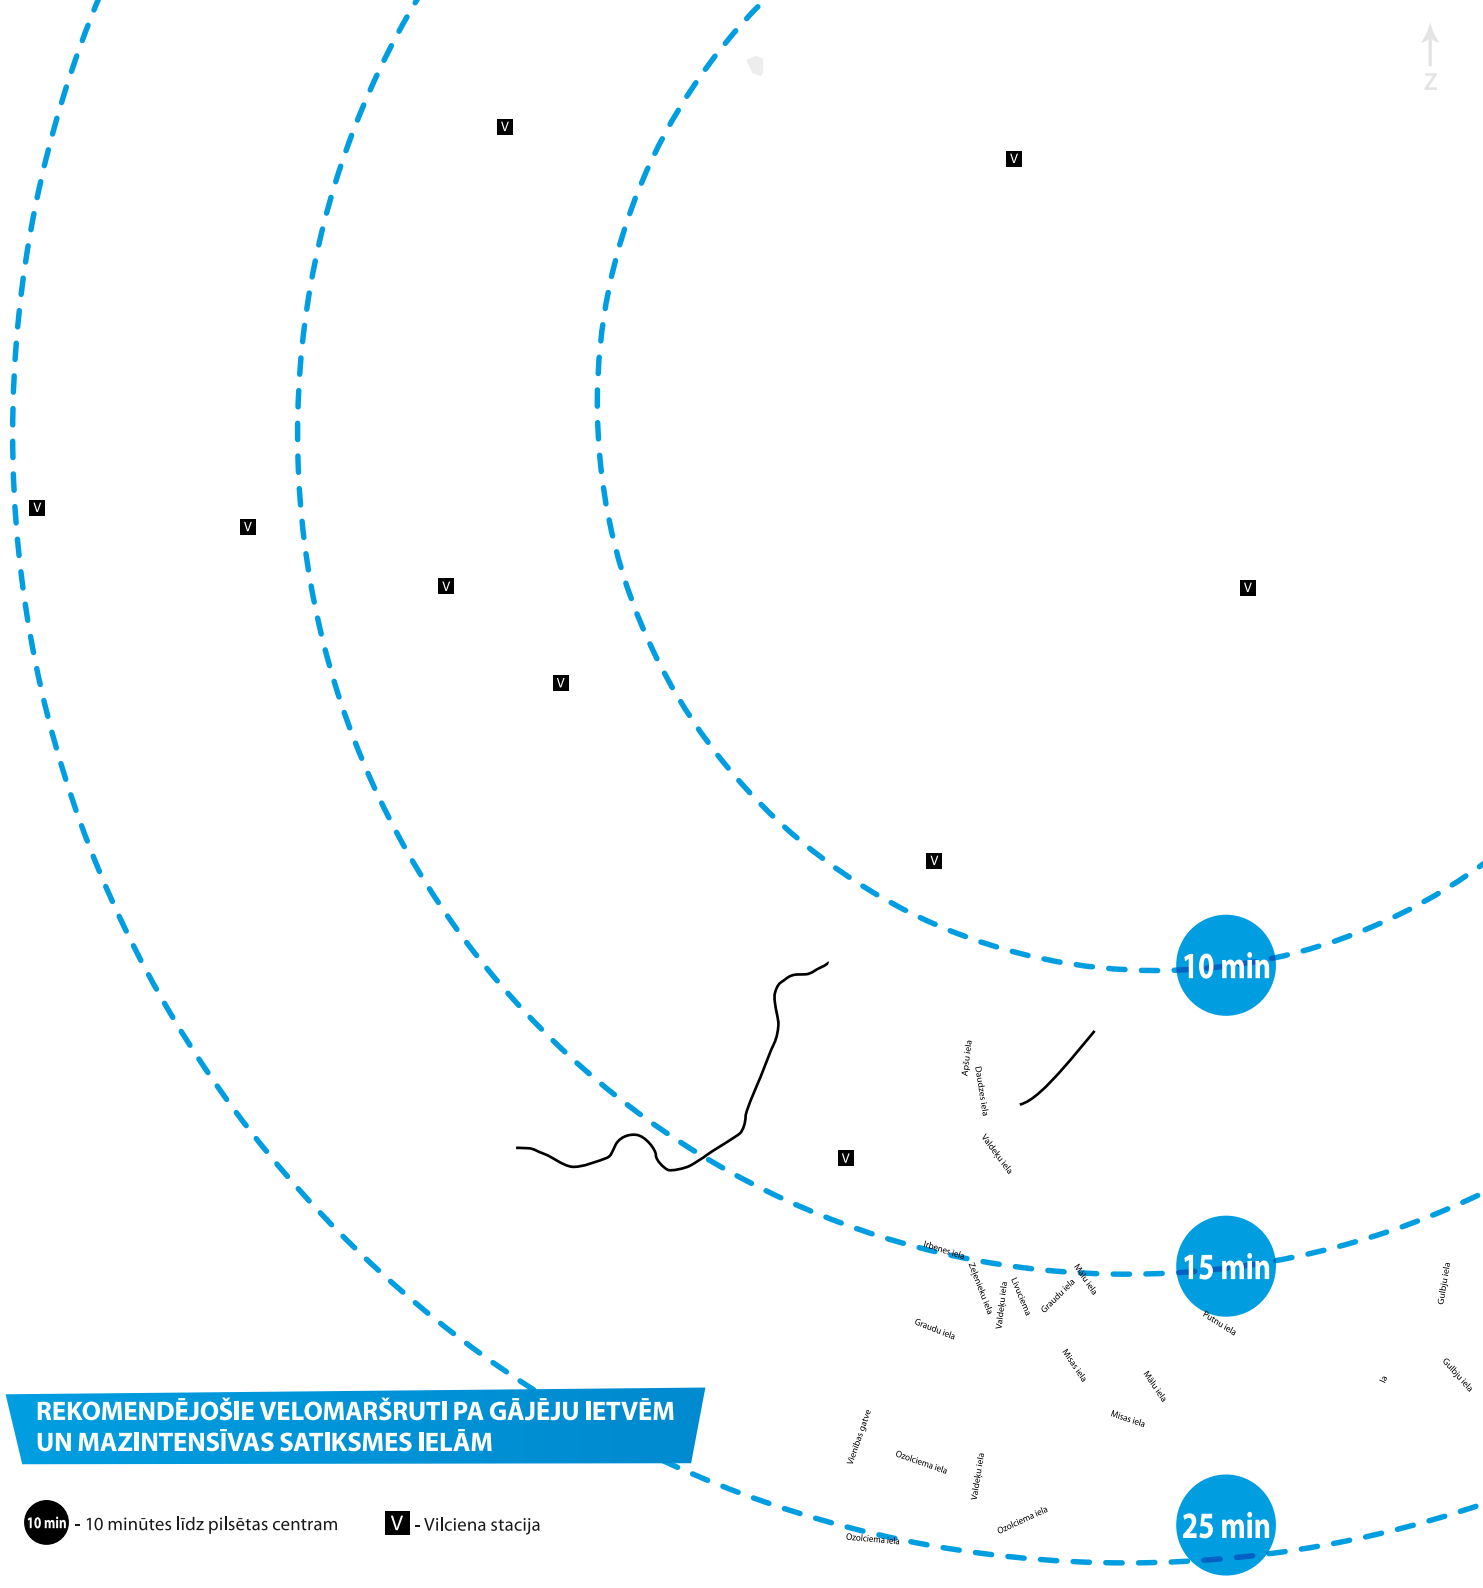 Z
V
V
V
V
V
V
V
V
10 min
Apšu iela
Daudzes iela
Valdeķu iela
V
Irbenes iela
Zeļenieku iela
Valdeķu iela
Līvuciema
Graudu iela
Mālu iela
15 min
Putnu iela
Gulbju iela
Graudu iela
Misas iela
Mālu iela
la
Gulbju iela
Misas iela
Vienības gatve
Ozolciema iela
Valdeķu iela
Ozolciema iela
Ozolciema iela
25 min
REKOMENDĒJOŠIE VELOMARŠRUTI PA GĀJĒJU IETVĒM
UN MAZINTENSĪVAS SATIKSMES IELĀM
10 min - 10 minūtes līdz pilsētas centram
V - Vilciena stacija